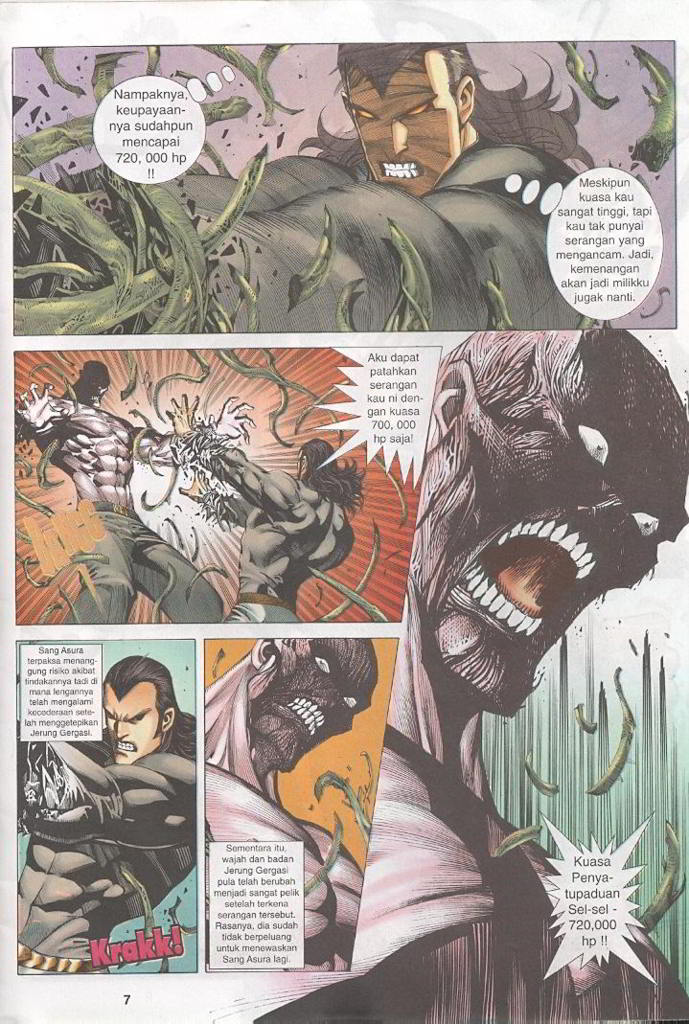 Nampaknya,
keupayaan-
nya sudahpun
mencapai
720, 000 hp
!!
Meskipun
kuasa kau
sangat tinggi, tapi
kau tak punyai
serangan yang
mengancam. Jadi,
kemenangan
akan jadi milikku
jugak nanti.
Aku dapat
patahkan
serangan
kau ni den-
gan kuasa
700, 000
hp saja!
Sang Asura
terpaksa menang-
gung risiko akibat
tindakannya tadi di
mana lengannya
telah mengalami
kecederaan sete-
lah menggetepikan
Jerung Gergasi.
Krakk!
Sementara itu,
wajah dan badan
Jerung Gergasi
pula telah berubah
menjadi sangat pelik
setelah terkena
serangan tersebut.
Rasanya, dia sudah
tidak berpeluang
untuk menewaskan
Sang Asura lagi.
Kuasa
Penya-
tupaduan
Sel-sel -
720,000
hp !!
7